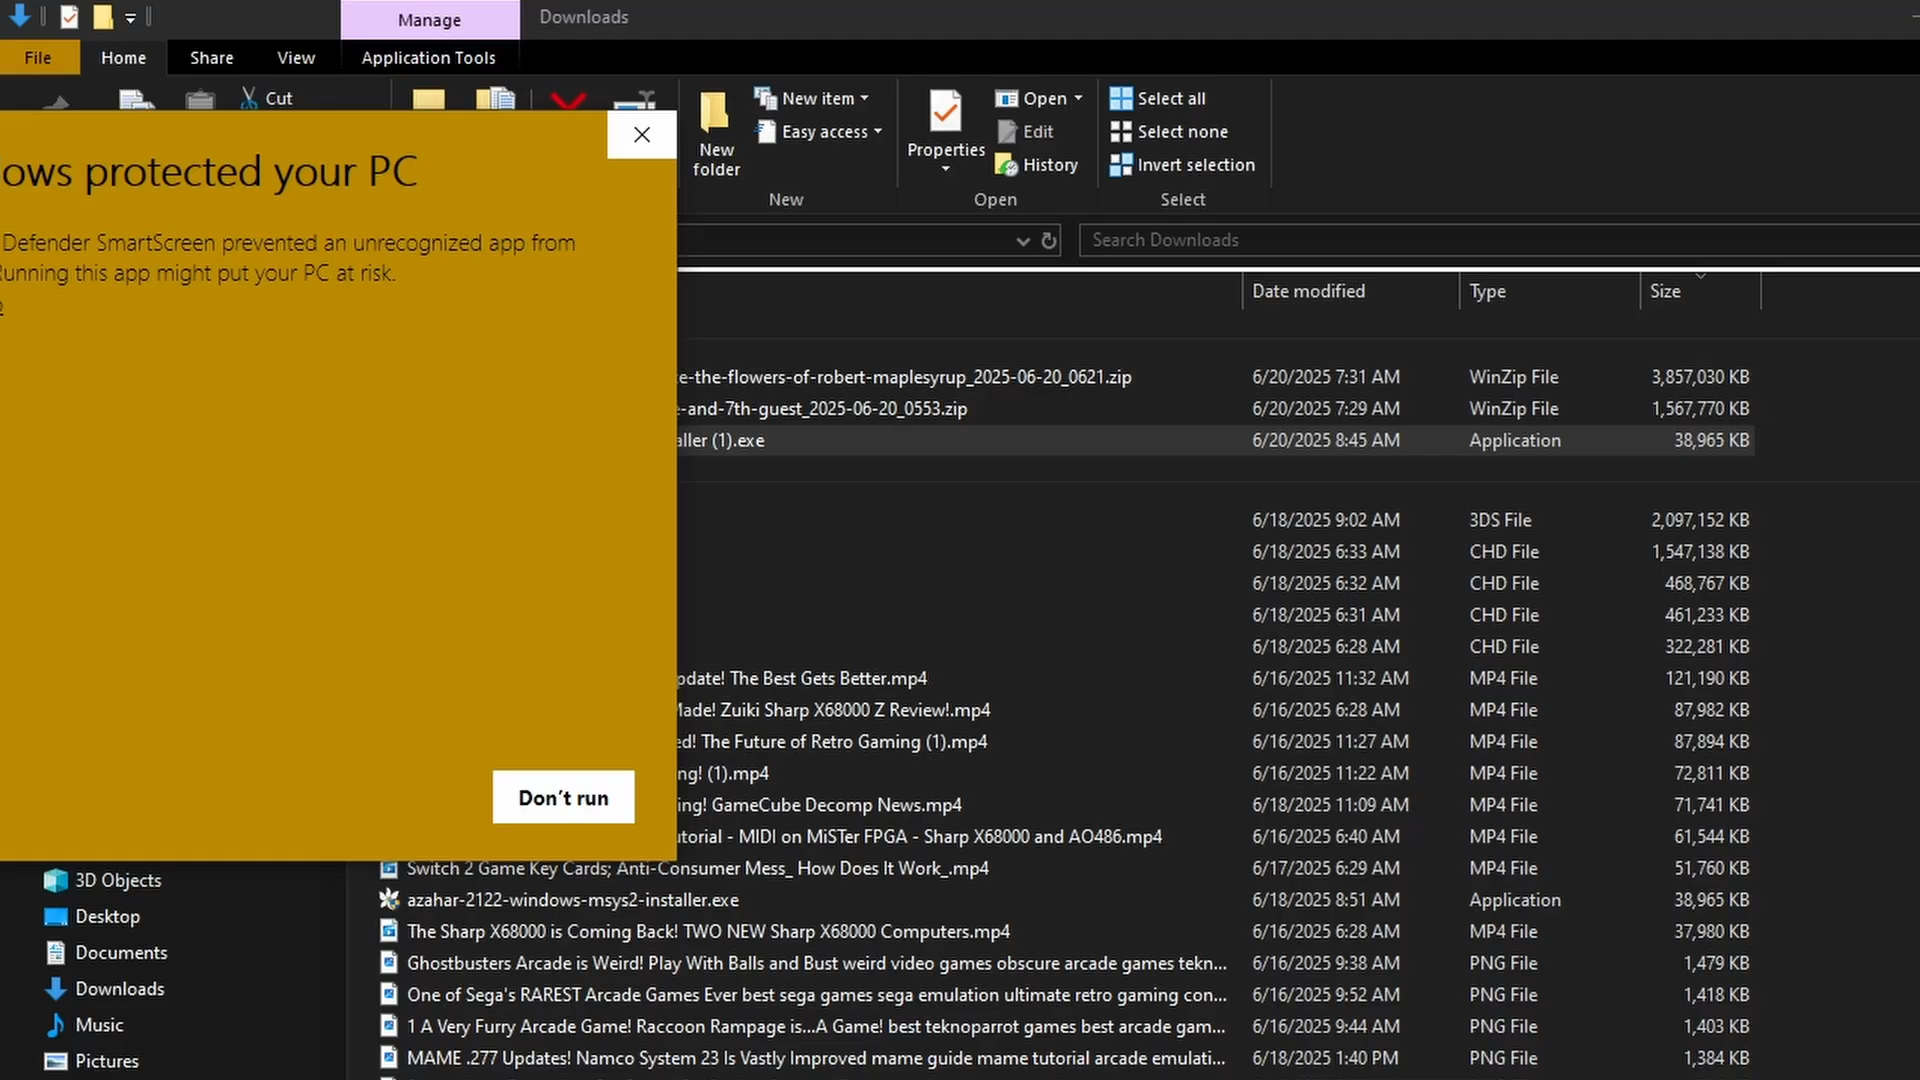 Manage
Downloads
File
Home
Share
View
Application Tools
Cut
New folder
New item
Easy access
New
Properties
Open
Edit
History
Open
Select all
Select none
Invert selection
Select
ows protected your PC
Defender SmartScreen prevented an unrecognized app from
Running this app might put your PC at risk.
Don't run
Search Downloads
Date modified Type Size
e-the-flowers-of-robert-maplesyrup_2025-06-20_0621.zip 6/20/2025 7:31 AM WinZip File 3,857,030 KB
e-and-7th-guest_2025-06-20_0553.zip 6/20/2025 7:29 AM WinZip File 1,567,770 KB
aller (1).exe 6/20/2025 8:45 AM Application 38,965 KB
6/18/2025 9:02 AM 3DS File 2,097,152 KB
6/18/2025 6:33 AM CHD File 1,547,138 KB
6/18/2025 6:32 AM CHD File 468,767 KB
6/18/2025 6:31 AM CHD File 461,233 KB
6/18/2025 6:28 AM CHD File 322,281 KB
pdate! The Best Gets Better.mp4 6/16/2025 11:32 AM MP4 File 121,190 KB
Made! Zuiki Sharp X68000 Z Review!.mp4 6/16/2025 6:28 AM MP4 File 87,982 KB
ed! The Future of Retro Gaming (1).mp4 6/16/2025 11:27 AM MP4 File 87,894 KB
ng! (1).mp4 6/16/2025 11:22 AM MP4 File 72,811 KB
ing! GameCube Decomp News.mp4 6/18/2025 11:09 AM MP4 File 71,741 KB
utorial - MIDI on MiSTer FPGA - Sharp X68000 and AO486.mp4 6/16/2025 6:40 AM MP4 File 61,544 KB
Switch 2 Game Key Cards; Anti-Consumer Mess_ How Does It Work_.mp4 6/17/2025 6:29 AM MP4 File 51,760 KB
azahar-2122-windows-msys2-installer.exe 6/18/2025 8:51 AM Application 38,965 KB
The Sharp X68000 is Coming Back! TWO NEW Sharp X68000 Computers.mp4 6/16/2025 6:28 AM MP4 File 37,980 KB
Ghostbusters Arcade is Weird! Play With Balls and Bust weird video games obscure arcade games tekn... 6/16/2025 9:38 AM PNG File 1,479 KB
One of Sega's RAREST Arcade Games Ever best sega games sega emulation ultimate retro gaming con... 6/16/2025 9:52 AM PNG File 1,418 KB
1 A Very Furry Arcade Game! Raccoon Rampage is...A Game! best teknoparrot games best arcade gam... 6/16/2025 9:44 AM PNG File 1,403 KB
MAME .277 Updates! Namco System 23 Is Vastly Improved mame guide mame tutorial arcade emulati... 6/18/2025 1:40 PM PNG File 1,384 KB
3D Objects
Desktop
Documents
Downloads
Music
Pictures